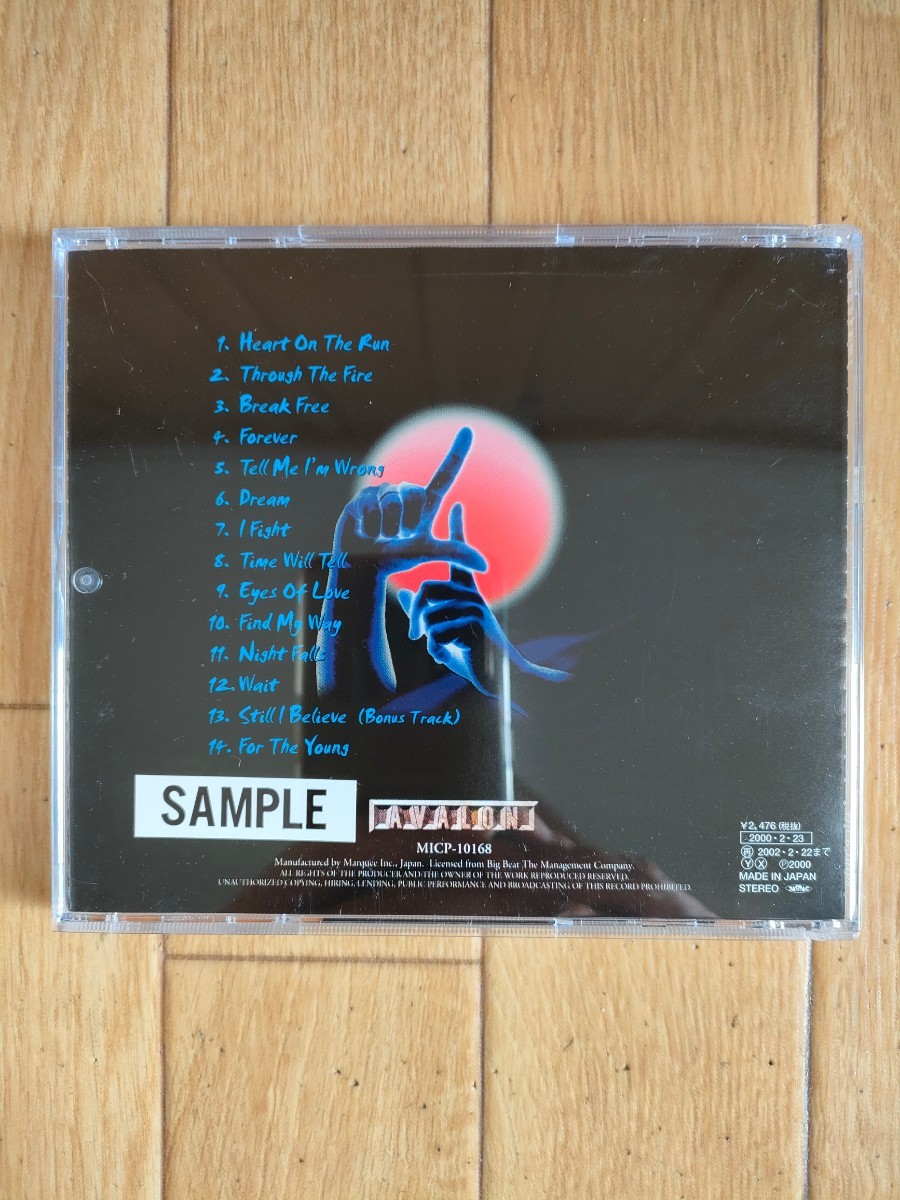 1. Heart On The Run
2. Through The Fire
3. Break Free
4. Forever
5. Tell Me I'm Wrong
6. Dream
7. I Fight
8. Time Will Tell
9. Eyes Of Love
10. Find My Way
11. Night Falls
12. Wait
13. Still I Believe (Bonus Track)
14. For The Young
SAMPLE
AVALON
MICP-10168
Manufactured by Marquee Inc., Japan. Licensed from Big Beat The Management Company.
ALL RIGHTS OF THE PRODUCER AND THE OWNER OF THE WORK REPRODUCED RESERVED.
UNAUTHORIZED COPYING, HIRING, LENDING, PUBLIC PERFORMANCE AND BROADCASTING OF THIS RECORD PROHIBITED.
¥2,476 (税抜)
2000・2・23
再 2002・2・22まで
Ⓨ Ⓧ Ⓟ2000
MADE IN JAPAN
STEREO